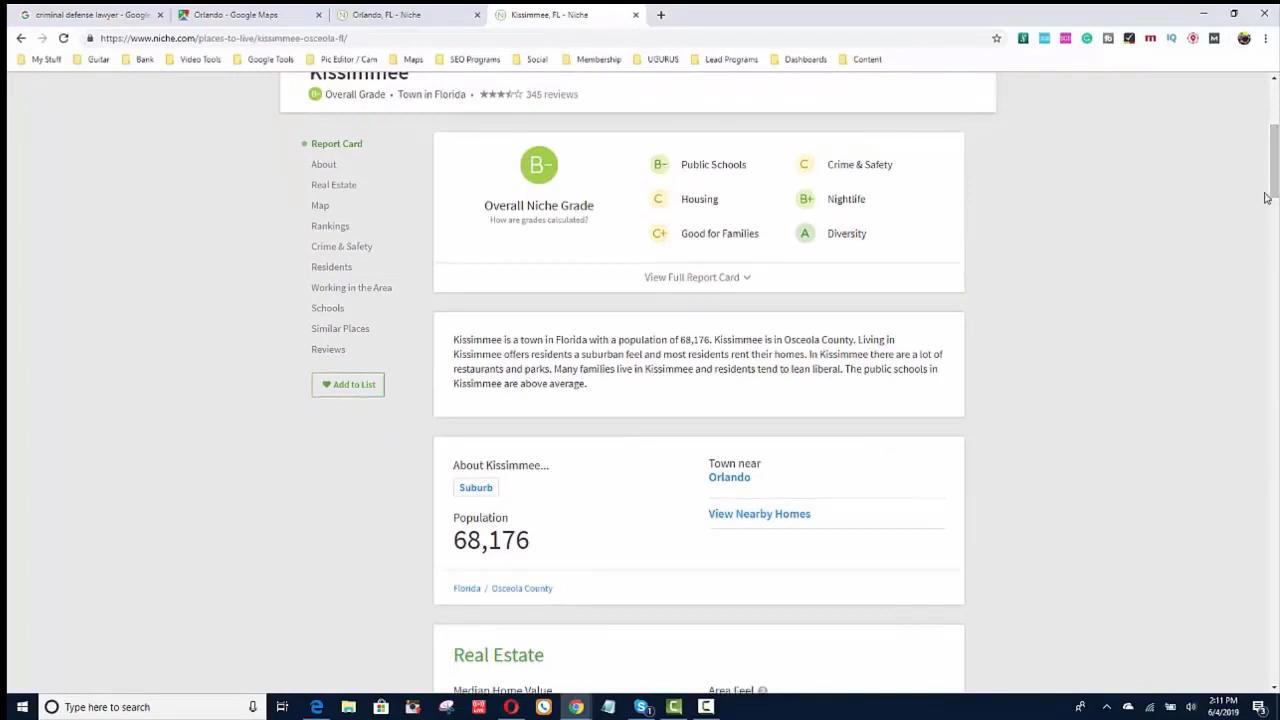 criminal defense lawyer - Google
Orlando - Google Maps
Orlando, FL - Niche
Kissimmee, FL - Niche
https://www.niche.com/places-to-live/kissimmee-osceola-fl/
My Stuff
Guitar
Bank
Video Tools
Google Tools
Pic Editor / Cam
Maps
SEO Programs
Social
Membership
UGURUS
Lead Programs
Dashboards
Content
Kissimmee
B- Overall Grade • Town in Florida • 345 reviews
Report Card
About
Real Estate
Map
Rankings
Crime & Safety
Residents
Working in the Area
Schools
Similar Places
Reviews
Add to List
B-
Overall Niche Grade
How are grades calculated?
B- Public Schools
C Crime & Safety
C Housing
B+ Nightlife
C+ Good for Families
A Diversity
View Full Report Card
Kissimmee is a town in Florida with a population of 68,176. Kissimmee is in Osceola County. Living in
Kissimmee offers residents a suburban feel and most residents rent their homes. In Kissimmee there are a lot of
restaurants and parks. Many families live in Kissimmee and residents tend to lean liberal. The public schools in
Kissimmee are above average.
About Kissimmee...
Suburb
Population
68,176
Town near
Orlando
View Nearby Homes
Florida / Osceola County
Real Estate
Median Home Value
Area Feel
Type here to search
2:11 PM
6/4/2019